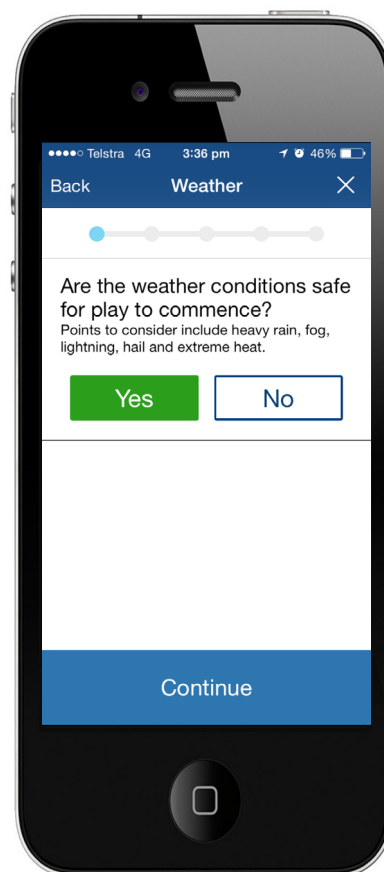 Telstra 4G 3:36 pm 46%
Back Weather
Are the weather conditions safe
for play to commence?
Points to consider include heavy rain, fog,
lightning, hail and extreme heat.
Yes No
Continue